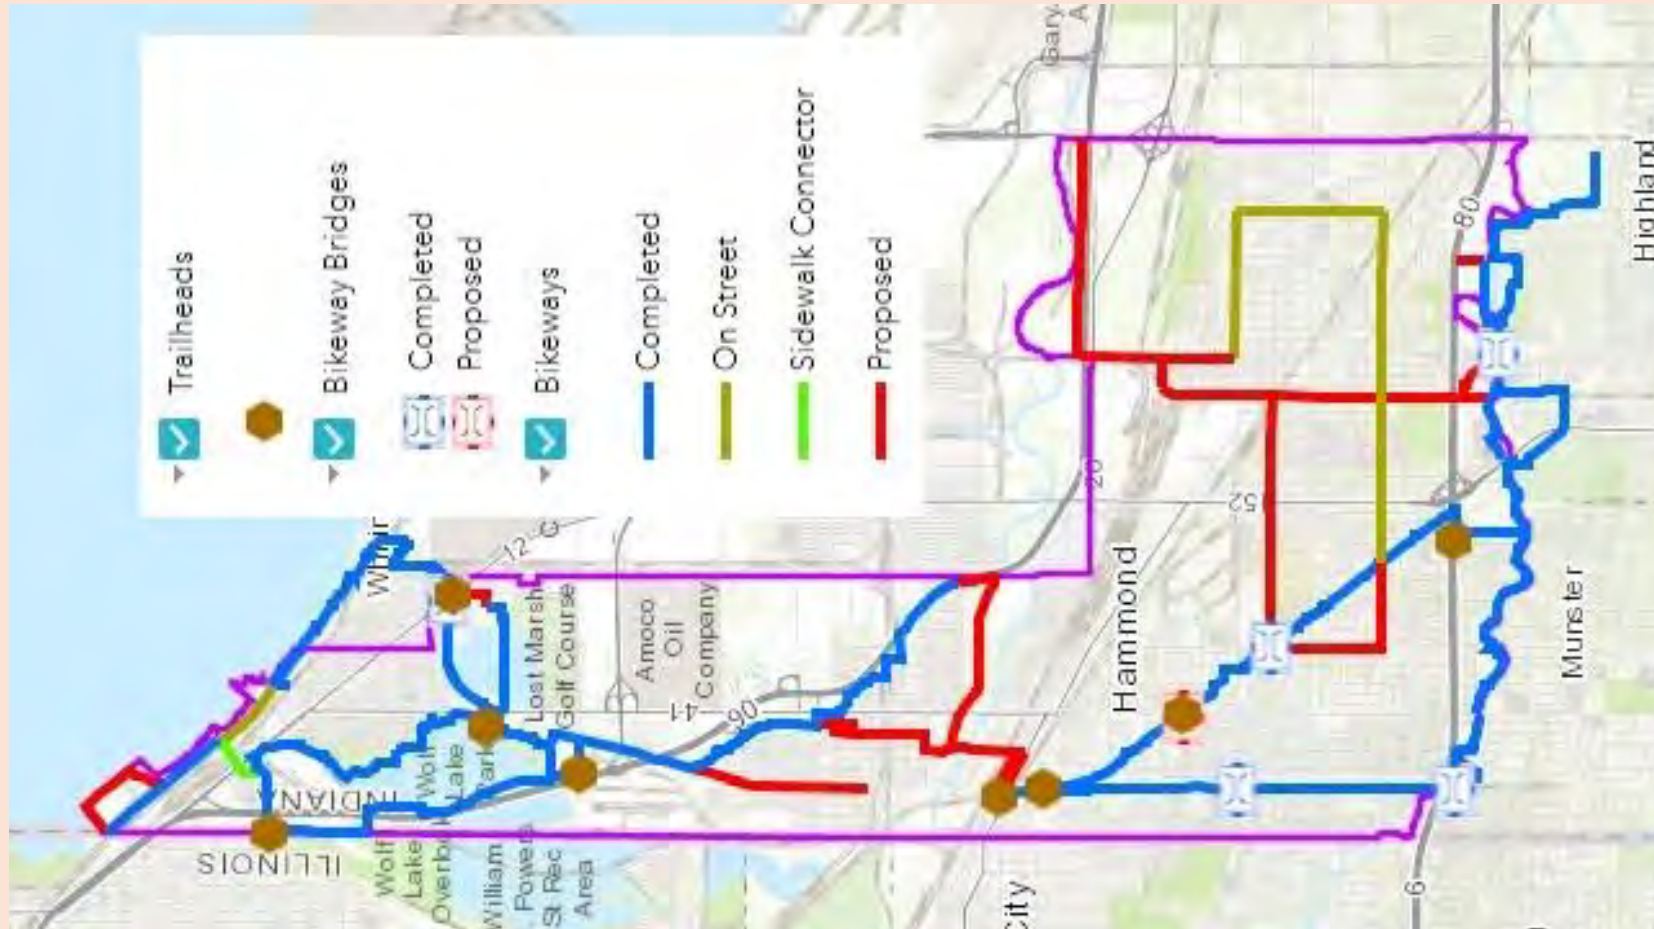 Trailheads
Bikeway Bridges
Completed
Proposed
Bikeways
Completed
On Street
Sidewalk Connector
Proposed
Gary
Whiting
12
20
80
52
41
90
Lost Marsh
Golf Course
Amoco
Oil
Company
Wolf
Lake
Park
INDIANA
ILLINOIS
Wolf
Lake
Overbo
William
Powers
St Rec
Area
City
Hammond
Munster
Highland